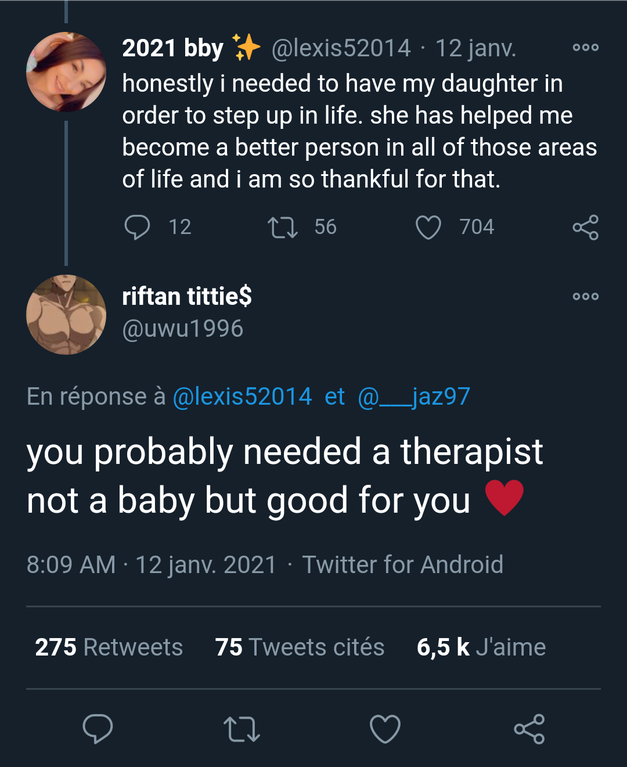 2021 bby ✨ @lexis52014 · 12 janv.
honestly i needed to have my daughter in
order to step up in life. she has helped me
become a better person in all of those areas
of life and i am so thankful for that.
12 56 704
riftan tittie$
@uwu1996
En réponse à @lexis52014 et @___jaz97
you probably needed a therapist
not a baby but good for you ♥
8:09 AM · 12 janv. 2021 · Twitter for Android
275 Retweets 75 Tweets cités 6,5 k J'aime